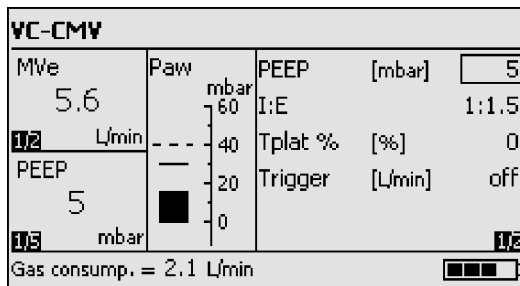 VC-CMV
MVe
5.6
1/2 L/min
PEEP
5
1/5 mbar
Paw
mbar
60
40
20
0
PEEP [mbar] 5
I:E 1:1.5
Tplat % [%] 0
Trigger [L/min] off
1/2
Gas consump. = 2.1 L/min